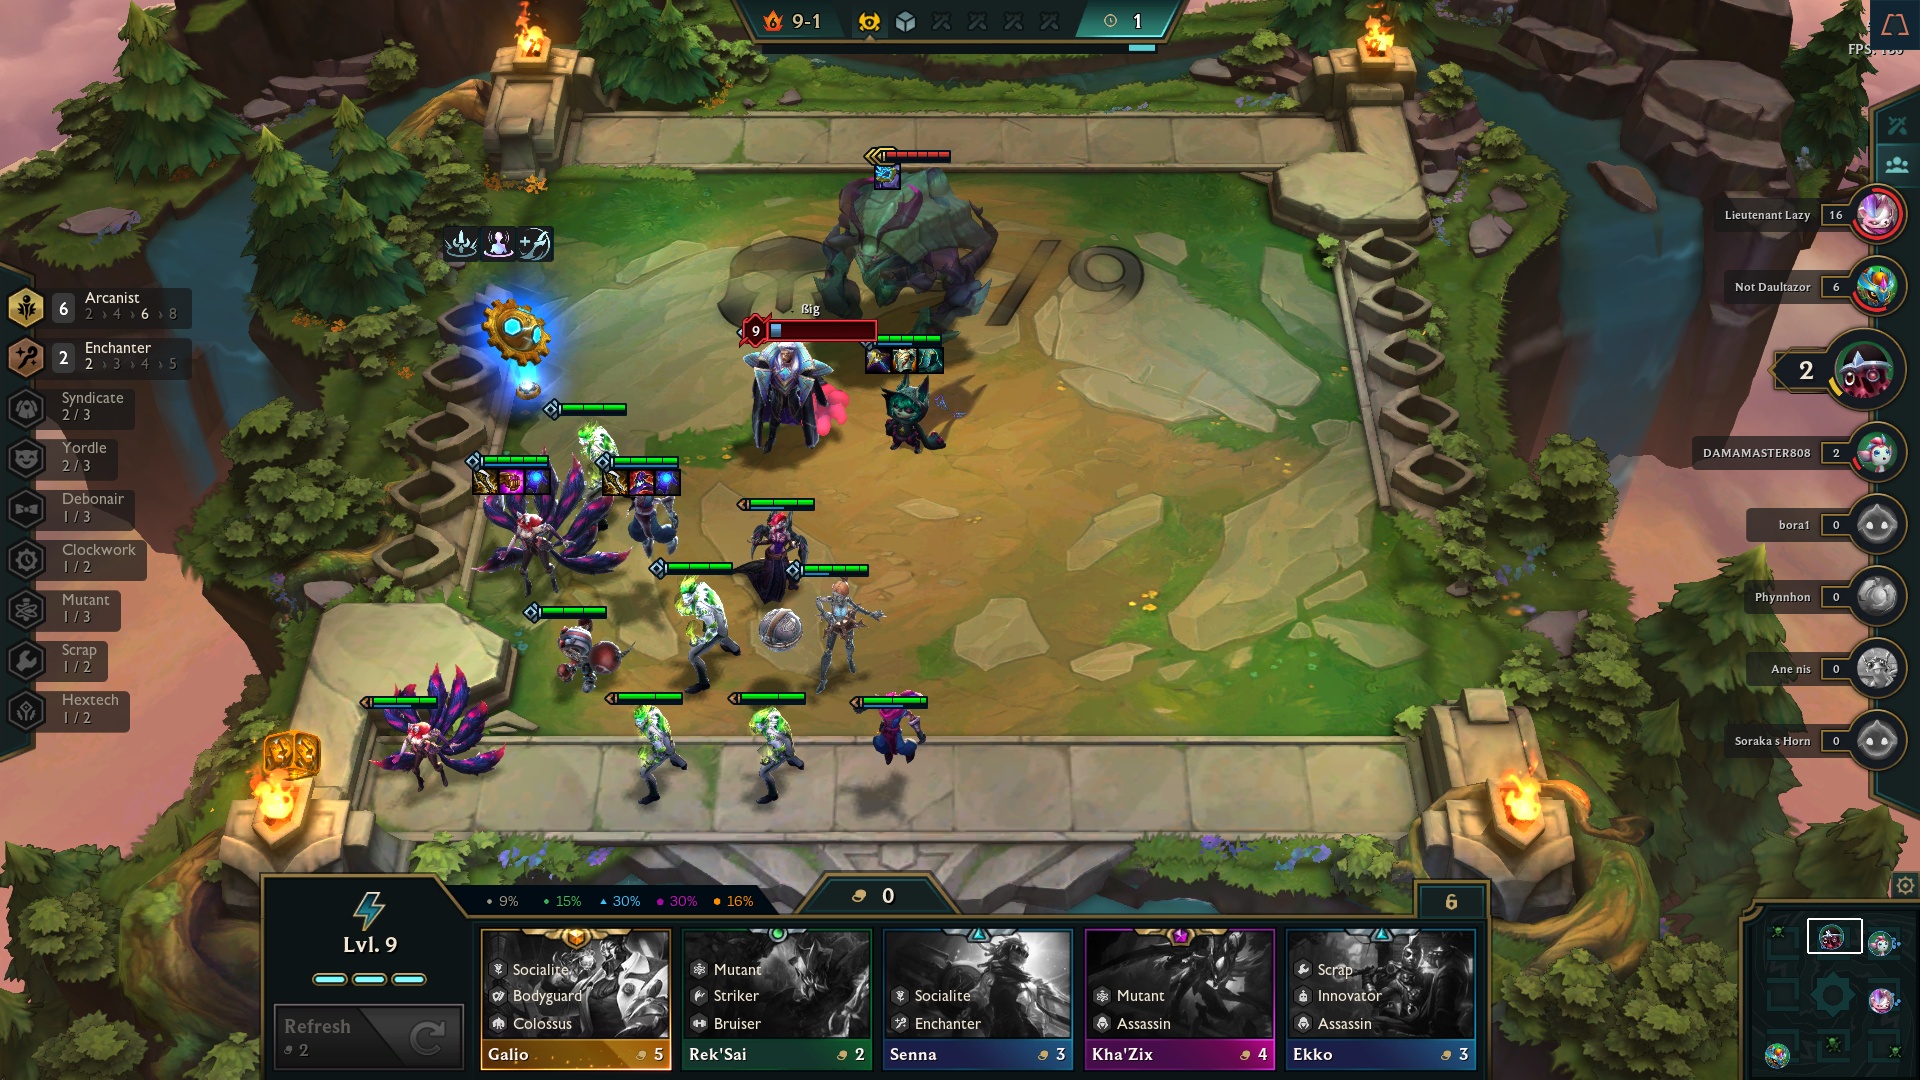 9-1
1
FPS:
9/9
ẞig
9
6
Arcanist
2 › 4 › 6 › 8
2
Enchanter
2 › 3 › 4 › 5
Syndicate
2 / 3
Yordle
2 / 3
Debonair
1 / 3
Clockwork
1 / 2
Mutant
1 / 3
Scrap
1 / 2
Hextech
1 / 2
Lieutenant Lazy
16
Not Daultazor
6
2
DAMAMASTER808
2
bora1
0
Phynnhon
0
Ane nis
0
Soraka s Horn
0
Lvl. 9
9% 15% 30% 30% 16%
0
6
Refresh
2
Socialite
Bodyguard
Colossus
Galio 5
Mutant
Striker
Bruiser
Rek'Sai 2
Socialite
Enchanter
Senna 3
Mutant
Assassin
Kha'Zix 4
Scrap
Innovator
Assassin
Ekko 3